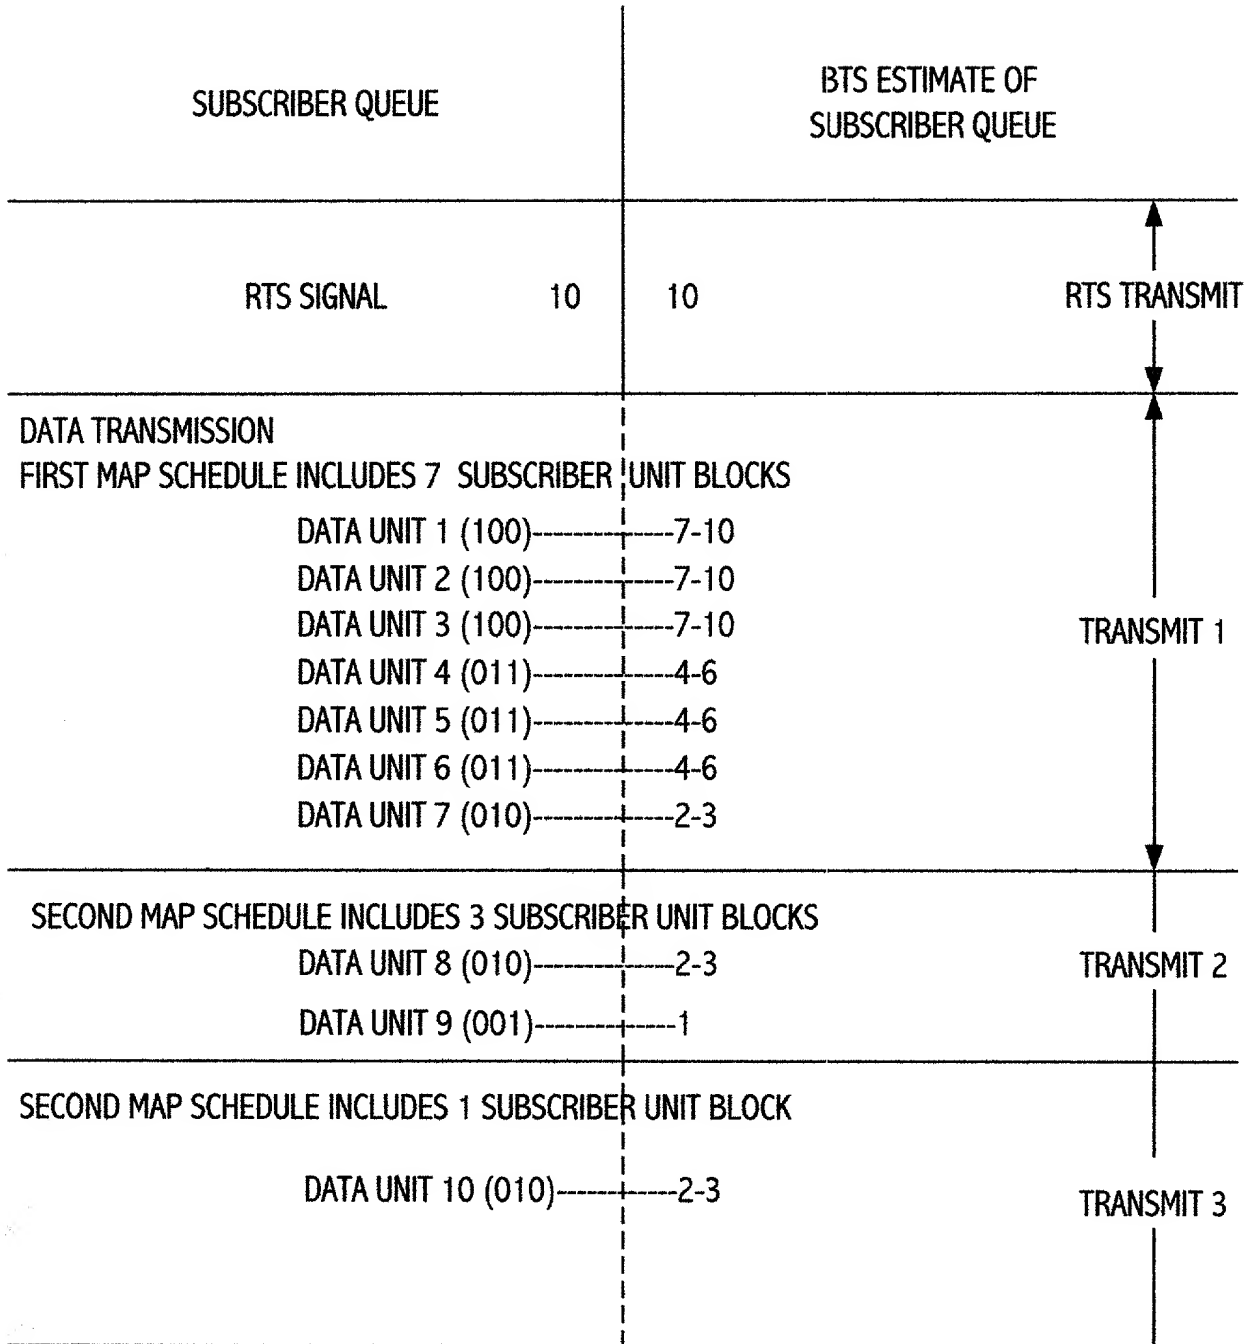 SUBSCRIBER QUEUE
BTS ESTIMATE OF
SUBSCRIBER QUEUE
RTS SIGNAL 10 10 RTS TRANSMIT
DATA TRANSMISSION
FIRST MAP SCHEDULE INCLUDES 7 SUBSCRIBER UNIT BLOCKS
DATA UNIT 1 (100)----------------7-10
DATA UNIT 2 (100)----------------7-10
DATA UNIT 3 (100)----------------7-10
TRANSMIT 1
DATA UNIT 4 (011)----------------4-6
DATA UNIT 5 (011)----------------4-6
DATA UNIT 6 (011)----------------4-6
DATA UNIT 7 (010)----------------2-3
SECOND MAP SCHEDULE INCLUDES 3 SUBSCRIBER UNIT BLOCKS
DATA UNIT 8 (010)----------------2-3 TRANSMIT 2
DATA UNIT 9 (001)----------------1
SECOND MAP SCHEDULE INCLUDES 1 SUBSCRIBER UNIT BLOCK
DATA UNIT 10 (010)--------------2-3 TRANSMIT 3